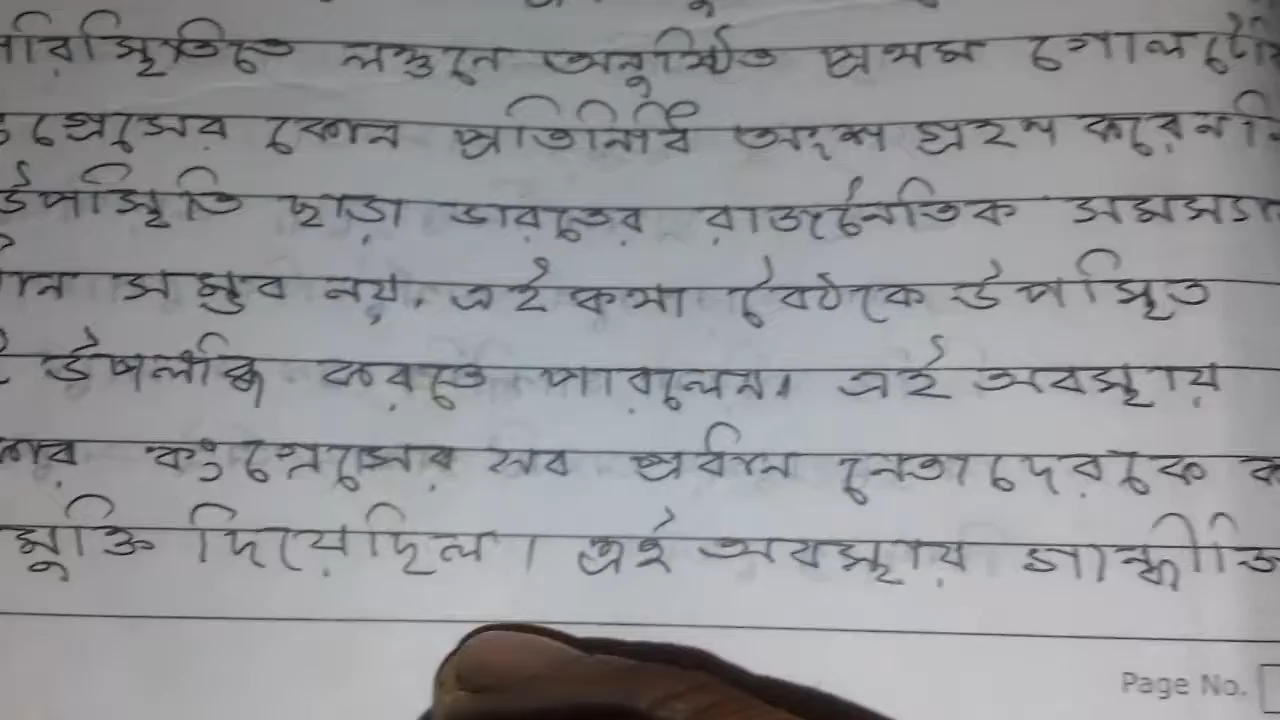 পরিস্থিতিতে লন্ডনে অনুষ্ঠিত প্রথম গোলটেবি
গ্রেসের কোন প্রতিনিধি অংশ গ্রহণ করেননি
উপস্থিতি ছাড়া ভারতের রাজনৈতিক সমস্যা
সম্ভব নয়, এই কথা বৈঠকে উপস্থিত
উপলব্ধি করতে পারলেন। এই অবস্থায়
কংগ্রেসের সব প্রবীন নেতাদেরকে
মুক্তি দিয়েছিল। এই অবস্থায় গান্ধীজি
Page No.